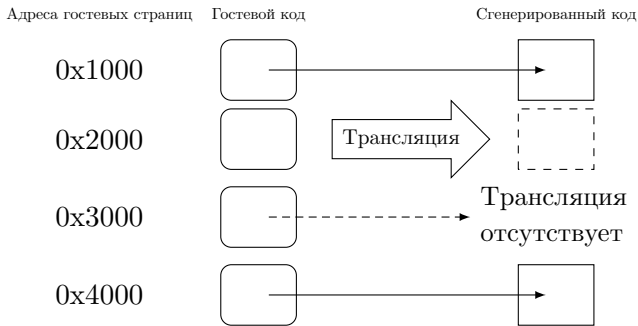 Адреса гостевых страниц Гостевой код Сгенерированный код
0x1000
0x2000 Трансляция
0x3000 Трансляция
отсутствует
0x4000